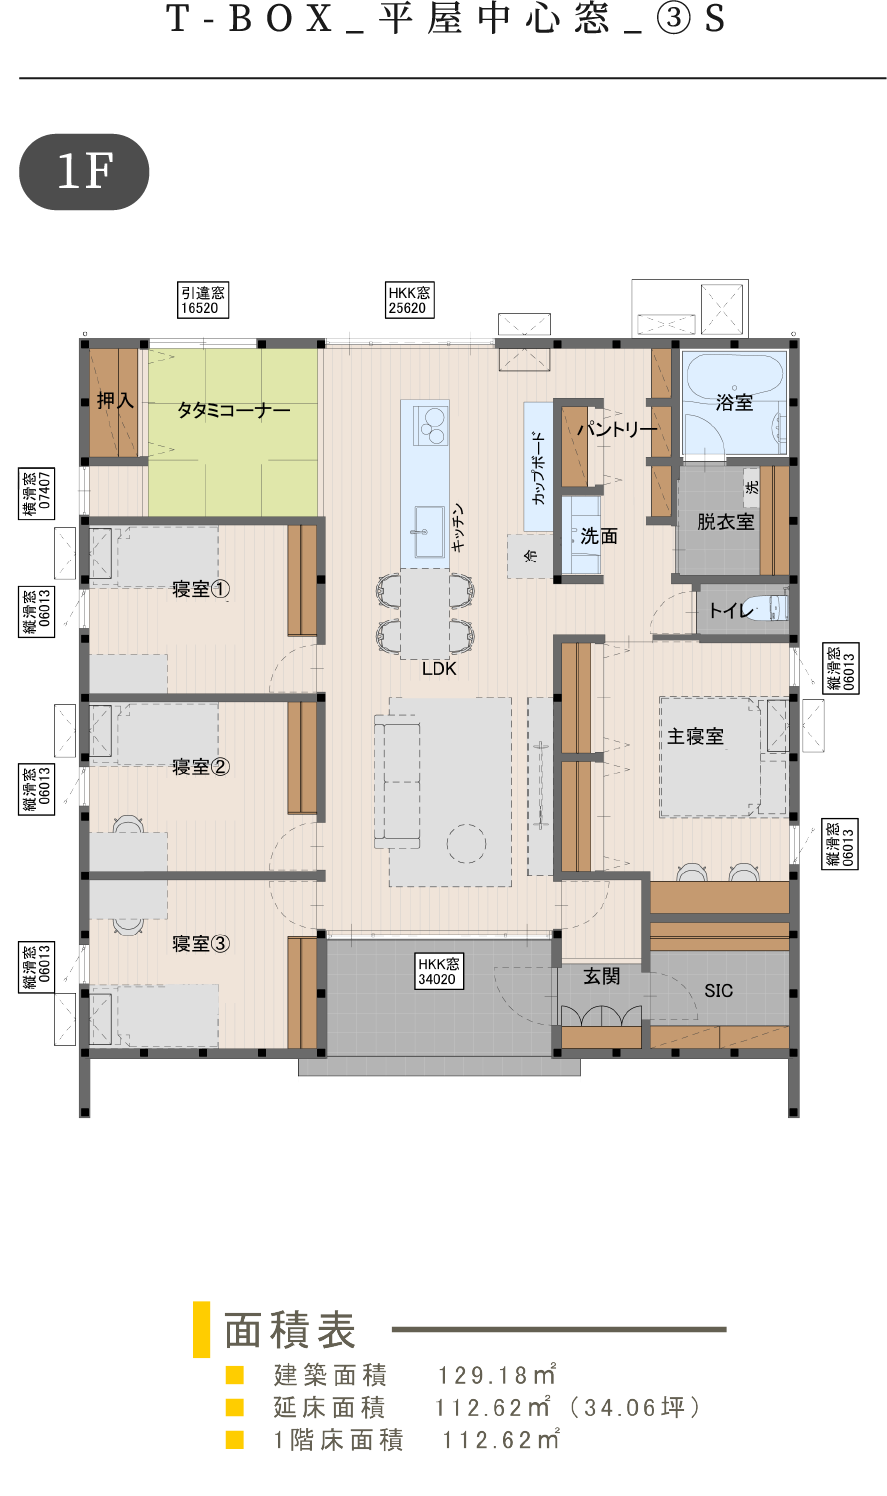 T-BOX_平屋中心窓_③S
1F
引違窓
16520
HKK窓
25620
押入
タタミコーナー
パントリー
浴室
カップボード
横滑窓
07407
洗
脱衣室
キッチン
洗面
冷
寝室①
縦滑窓
06013
トイレ
LDK
縦滑窓
06013
主寝室
寝室②
縦滑窓
06013
縦滑窓
06013
寝室③
縦滑窓
06013
HKK窓
34020
玄関
SIC
面積表
建築面積 129.18㎡
延床面積 112.62㎡（34.06坪）
1階床面積 112.62㎡